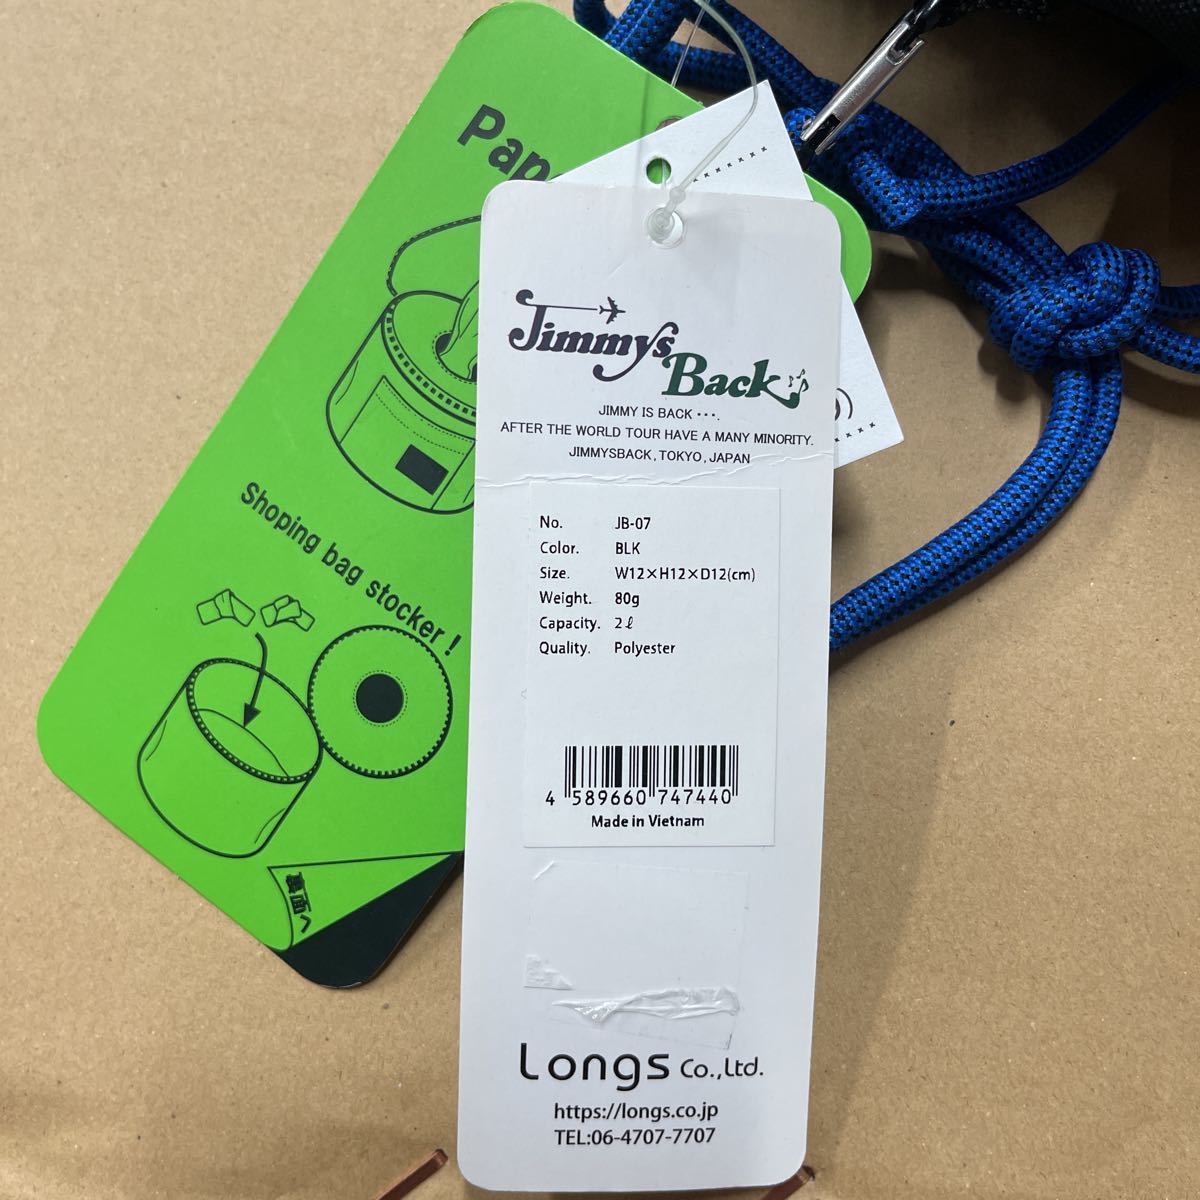 Shoping bag stocker !
裏面へ
Jimmys
Back
JIMMY IS BACK ・・・.
AFTER THE WORLD TOUR HAVE A MANY MINORITY.
JIMMYSBACK, TOKYO, JAPAN
No. JB-07
Color. BLK
Size. W12×H12×D12(cm)
Weight. 80g
Capacity. 2ℓ
Quality. Polyester
4 589660 747440
Made in Vietnam
Longs Co.,Ltd.
https://longs.co.jp
TEL:06-4707-7707